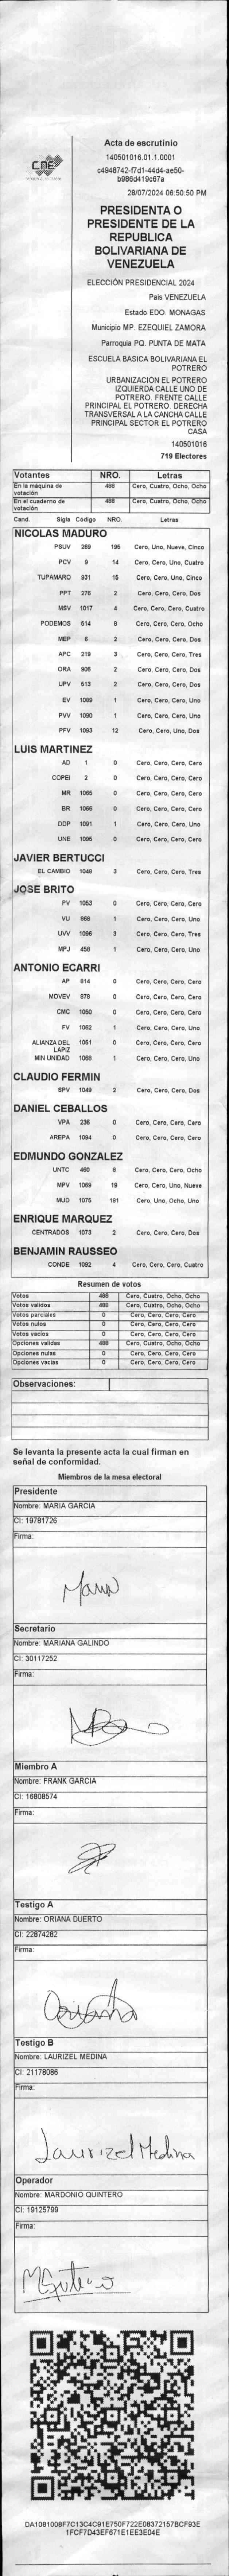 CNE
Acta de escrutinio
140501016.01.1.0001
c4948742-f7d1-44d4-ae50-
b986d419c67a
28/07/2024 06:50:50 PM
PRESIDENTA O
PRESIDENTE DE LA
REPUBLICA
BOLIVARIANA DE
VENEZUELA
ELECCIÓN PRESIDENCIAL 2024
Pais VENEZUELA
Estado EDO. MONAGAS
Municipio MP. EZEQUIEL ZAMORA
Parroquia PQ. PUNTA DE MATA
ESCUELA BASICA BOLIVARIANA EL
POTRERO
URBANIZACION EL POTRERO
IZQUIERDA CALLE UNO DE
POTRERO. FRENTE CALLE
PRINCIPAL EL POTRERO. DERECHA
TRANSVERSAL A LA CANCHA CALLE
PRINCIPAL SECTOR EL POTRERO
CASA
140501016
719 Electores
Votantes NRO. Letras
En la máquina de votación 488 Cero, Cuatro, Ocho, Ocho
En el cuaderno de votación 488 Cero, Cuatro, Ocho, Ocho
Cand. Sigla Codigo NRO. Letras
NICOLAS MADURO
PSUV 269 195 Cero, Uno, Nueve, Cinco
PCV 9 14 Cero, Cero, Uno, Cuatro
TUPAMARO 931 15 Cero, Cero, Uno, Cinco
PPT 276 2 Cero, Cero, Cero, Dos
MSV 1017 4 Cero, Cero, Cero, Cuatro
PODEMOS 514 8 Cero, Cero, Cero, Ocho
MEP 6 2 Cero, Cero, Cero, Dos
APC 219 3 Cero, Cero, Cero, Tres
ORA 906 2 Cero, Cero, Cero, Dos
UPV 513 2 Cero, Cero, Cero, Dos
EV 1089 1 Cero, Cero, Cero, Uno
PVV 1090 1 Cero, Cero, Cero, Uno
PFV 1093 12 Cero, Cero, Uno, Dos
LUIS MARTINEZ
AD 1 0 Cero, Cero, Cero, Cero
COPEI 2 0 Cero, Cero, Cero, Cero
MR 1065 0 Cero, Cero, Cero, Cero
BR 1066 0 Cero, Cero, Cero, Cero
DDP 1091 1 Cero, Cero, Cero, Uno
UNE 1095 0 Cero, Cero, Cero, Cero
JAVIER BERTUCCI
EL CAMBIO 1048 3 Cero, Cero, Cero, Tres
JOSE BRITO
PV 1053 0 Cero, Cero, Cero, Cero
VU 868 1 Cero, Cero, Cero, Uno
UVV 1096 3 Cero, Cero, Cero, Tres
MPJ 458 1 Cero, Cero, Cero, Uno
ANTONIO ECARRI
AP 814 0 Cero, Cero, Cero, Cero
MOVEV 878 0 Cero, Cero, Cero, Cero
CMC 1050 0 Cero, Cero, Cero, Cero
FV 1062 1 Cero, Cero, Cero, Uno
ALIANZA DEL LAPIZ 1051 0 Cero, Cero, Cero, Cero
MIN UNIDAD 1068 1 Cero, Cero, Cero, Uno
CLAUDIO FERMIN
SPV 1049 2 Cero, Cero, Cero, Dos
DANIEL CEBALLOS
VPA 236 0 Cero, Cero, Cero, Cero
AREPA 1094 0 Cero, Cero, Cero, Cero
EDMUNDO GONZALEZ
UNTC 460 8 Cero, Cero, Cero, Ocho
MPV 1069 19 Cero, Cero, Uno, Nueve
MUD 1075 181 Cero, Uno, Ocho, Uno
ENRIQUE MARQUEZ
CENTRADOS 1073 2 Cero, Cero, Cero, Dos
BENJAMIN RAUSSEO
CONDE 1092 4 Cero, Cero, Cero, Cuatro
Resumen de votos
Votos 488 Cero, Cuatro, Ocho, Ocho
Votos validos 488 Cero, Cuatro, Ocho, Ocho
Votos parciales 0 Cero, Cero, Cero, Cero
Votos nulos 0 Cero, Cero, Cero, Cero
Votos vacios 0 Cero, Cero, Cero, Cero
Opciones validas 488 Cero, Cuatro, Ocho, Ocho
Opciones nulas 0 Cero, Cero, Cero, Cero
Opciones vacias 0 Cero, Cero, Cero, Cero
Observaciones:
Se levanta la presente acta la cual firman en
señal de conformidad.
Miembros de la mesa electoral
Presidente
Nombre: MARIA GARCIA
CI: 19781726
Firma:
Maria
Secretario
Nombre: MARIANA GALINDO
CI: 30117252
Firma:
Miembro A
Nombre: FRANK GARCIA
CI: 16808574
Firma:
Testigo A
Nombre: ORIANA DUERTO
CI: 22874282
Firma:
Oriana
Testigo B
Nombre: LAURIZEL MEDINA
CI: 21178086
Firma:
Laurizel Medina
Operador
Nombre: MARDONIO QUINTERO
CI: 19125799
Firma:
MQuintero
DA1081008F7C13C4C91E750F722E08372157BCF93E
1FCF7D43EF671E1EE3E04E